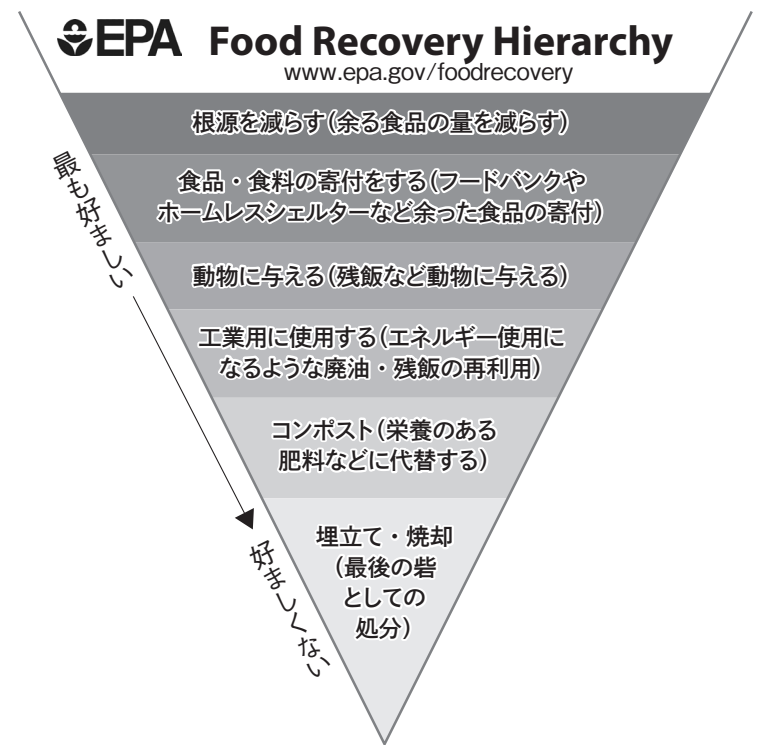 EPA Food Recovery Hierarchy
www.epa.gov/foodrecovery
根源を減らす（余る食品の量を減らす）
食品・食料の寄付をする（フードバンクや
ホームレスシェルターなど余った食品の寄付）
動物に与える（残飯など動物に与える）
工業用に使用する（エネルギー使用に
なるような廃油・残飯の再利用）
コンポスト（栄養のある
肥料などに代替する）
埋立て・焼却
（最後の砦
としての
処分）
最も好ましい
好ましくない